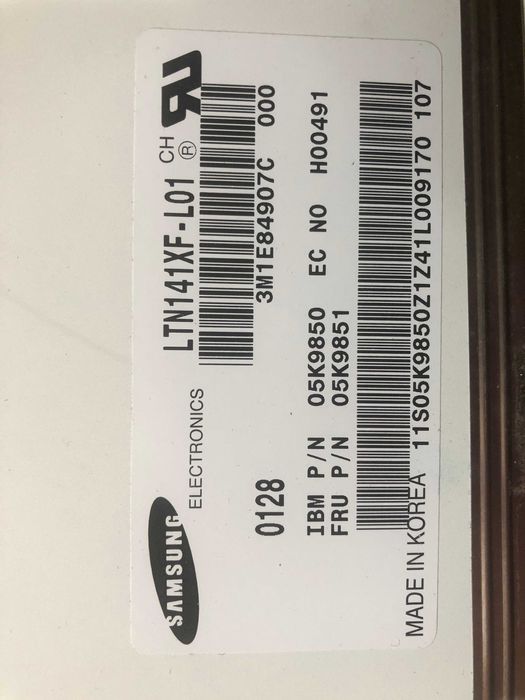 SAMSUNG
ELECTRONICS
LTN141XF-L01 CH
®
0128
3M1E84907C 000
IBM P/N 05K9850 EC NO H00491
FRU P/N 05K9851
MADE IN KOREA 11S05K9850Z1Z41L009170 107